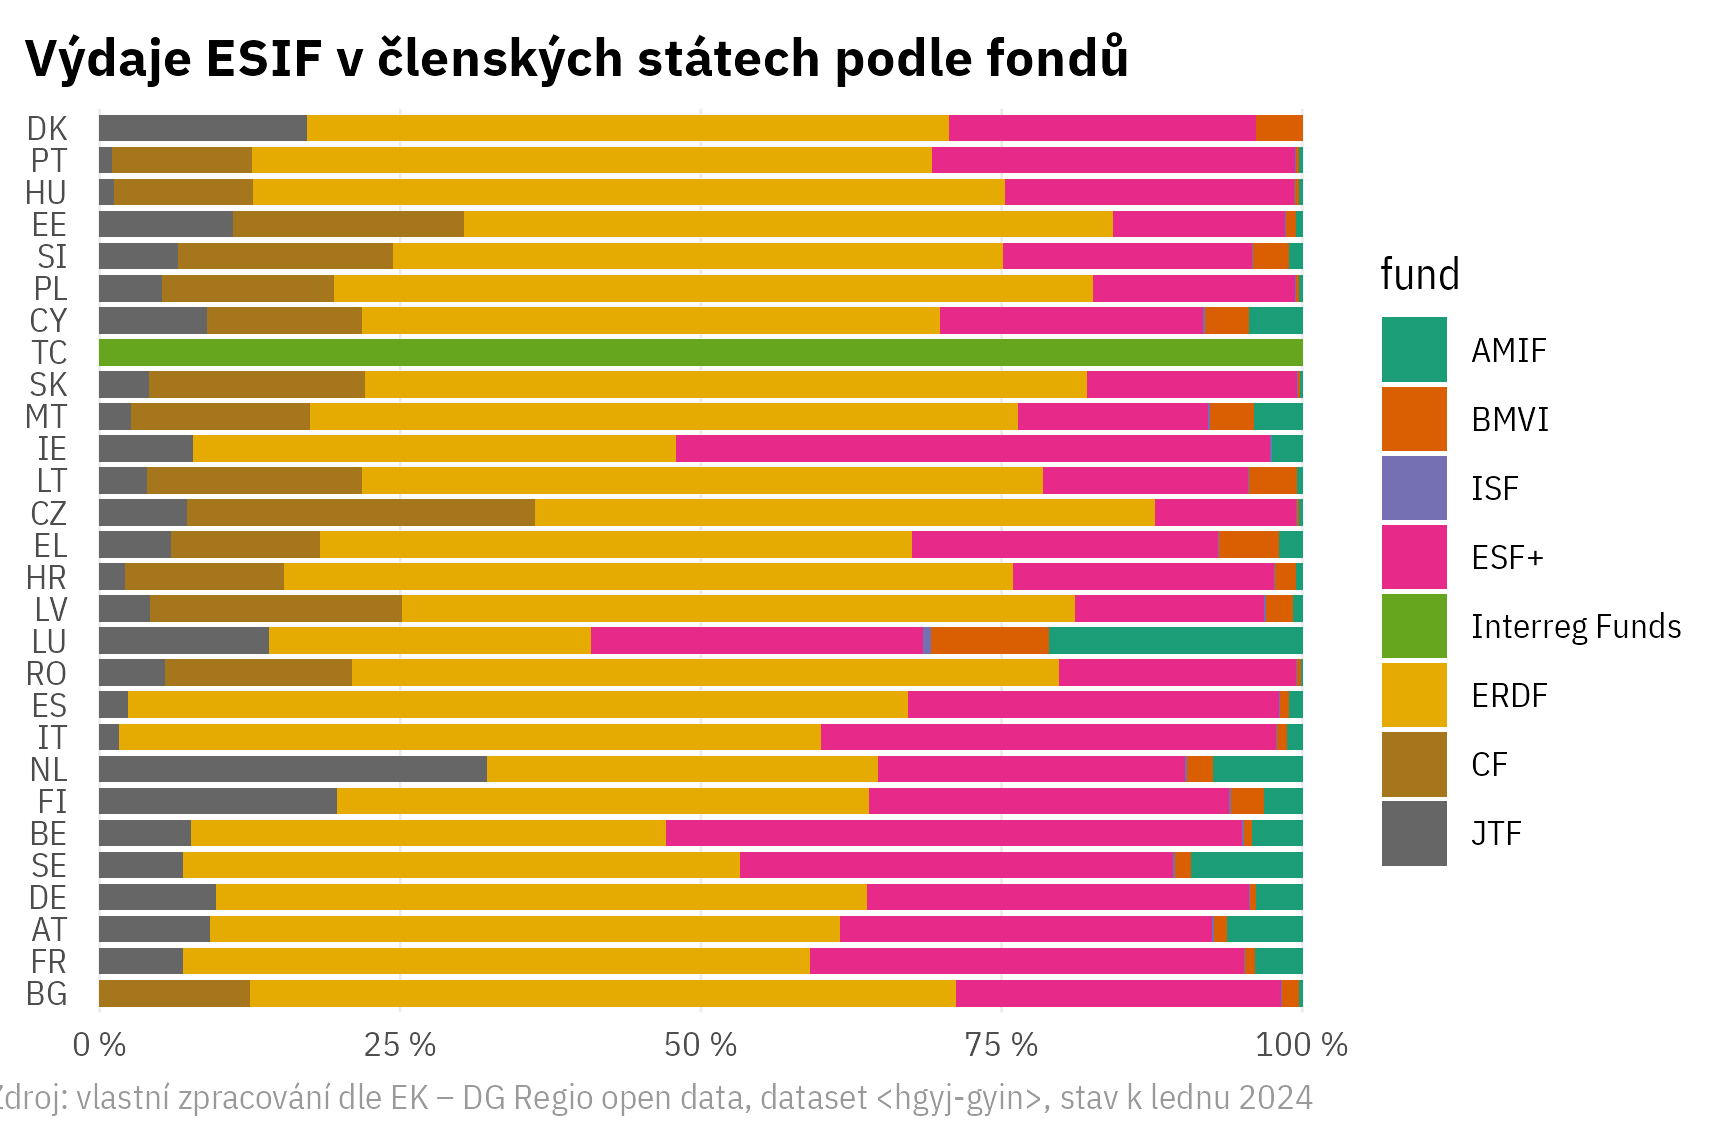 Výdaje ESIF v členských státech podle fondů
DK
PT
HU
EE
SI
PL
CY
TC
SK
MT
IE
LT
CZ
EL
HR
LV
LU
RO
ES
IT
NL
FI
BE
SE
DE
AT
FR
BG
0 % 25 % 50 % 75 % 100 %
fund
AMIF
BMVI
ISF
ESF+
Interreg Funds
ERDF
CF
JTF
Zdroj: vlastní zpracování dle EK – DG Regio open data, dataset <hgyj-gyin>, stav k lednu 2024